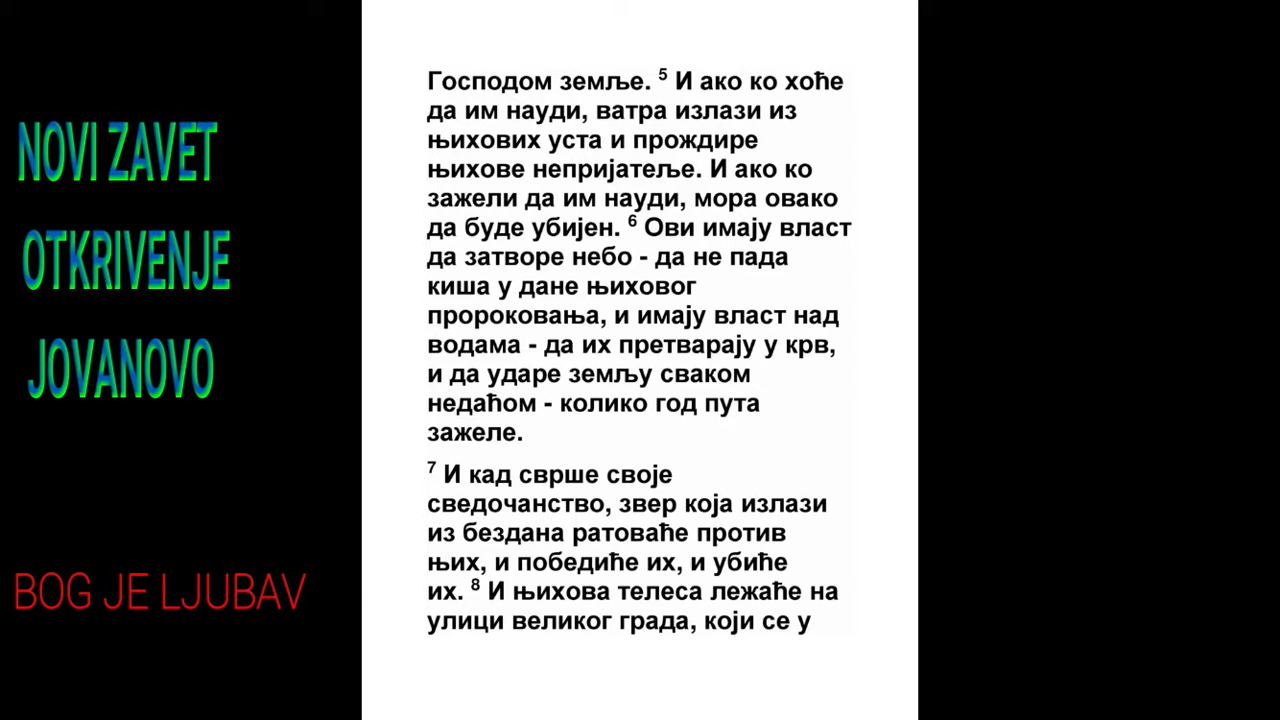 NOVI ZAVET
OTKRIVENJE
JOVANOVO
BOG JE LJUBAV
Господом земље. 5 И ако ко хоће
да им науди, ватра излази из
њихових уста и прождире
њихове непријатеље. И ако ко
зажели да им науди, мора овако
да буде убијен. 6 Ови имају власт
да затворе небо - да не пада
киша у дане њиховог
пророковања, и имају власт над
водама - да их претварају у крв,
и да ударе земљу сваком
недаћом - колико год пута
зажеле.
7 И кад сврше своје
сведочанство, звер која излази
из бездана ратоваће против
њих, и победиће их, и убиће
их. 8 И њихова телеса лежаће на
улици великог града, који се у